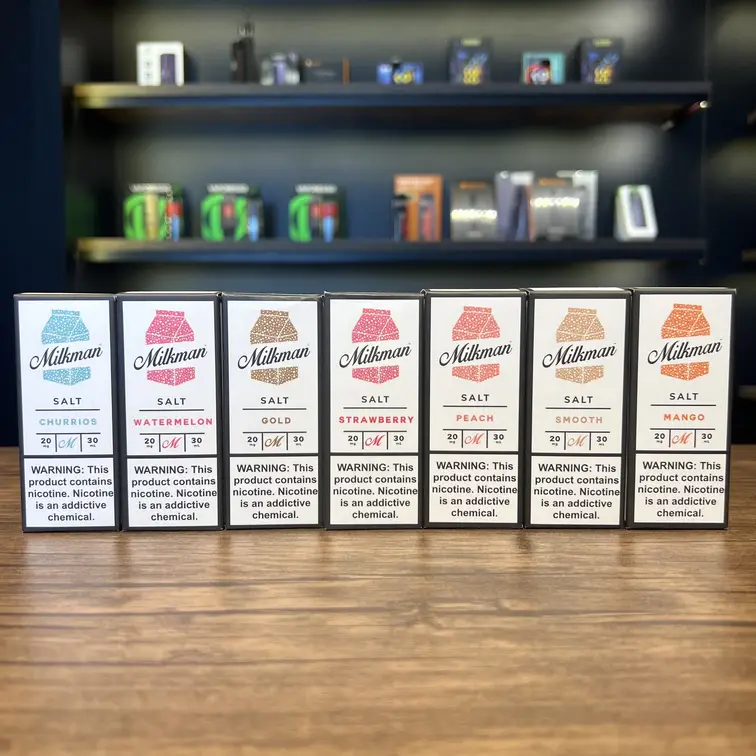 Milkman
SALT
CHURRIOS
20 mg M 30 mL
WARNING: This
product contains
nicotine. Nicotine
is an addictive
chemical.
Milkman
SALT
WATERMELON
20 mg M 30 mL
WARNING: This
product contains
nicotine. Nicotine
is an addictive
chemical.
Milkman
SALT
GOLD
20 mg M 30 mL
WARNING: This
product contains
nicotine. Nicotine
is an addictive
chemical.
Milkman
SALT
STRAWBERRY
20 mg M 30 mL
WARNING: This
product contains
nicotine. Nicotine
is an addictive
chemical.
Milkman
SALT
PEACH
20 mg M 30 mL
WARNING: This
product contains
nicotine. Nicotine
is an addictive
chemical.
Milkman
SALT
SMOOTH
20 mg M 30 mL
WARNING: This
product contains
nicotine. Nicotine
is an addictive
chemical.
Milkman
SALT
MANGO
20 mg M 30 mL
WARNING: This
product contains
nicotine. Nicotine
is an addictive
chemical.